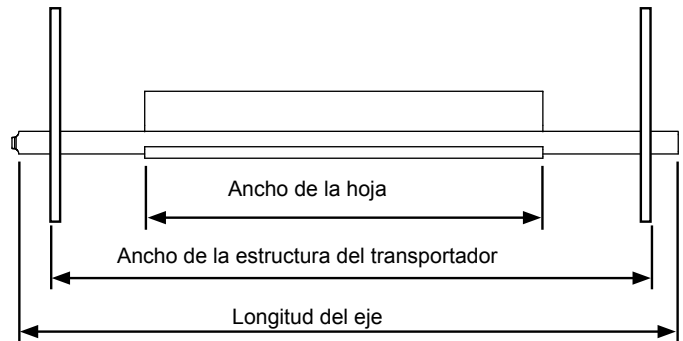 Ancho de la hoja
Ancho de la estructura del transportador
Longitud del eje